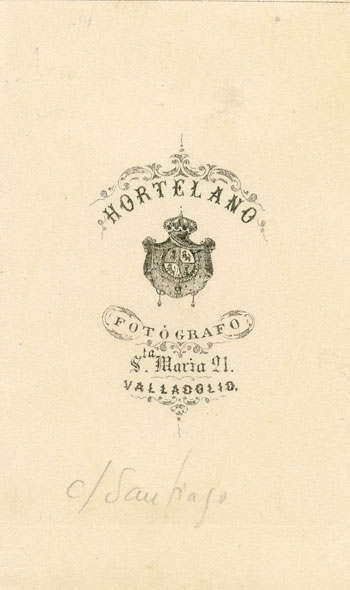 HORTELANO
FOTÓGRAFO
Sta. Maria 21.
VALLADOLID.
c/ Santiago